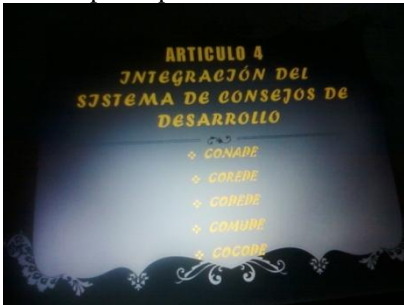 ARTICULO 4
INTEGRACIÓN DEL
SISTEMA DE CONSEJOS DE
DESARROLLO
❖ CONADE
❖ COREDE
❖ CODEDE
❖ COMUDE
❖ COCODE